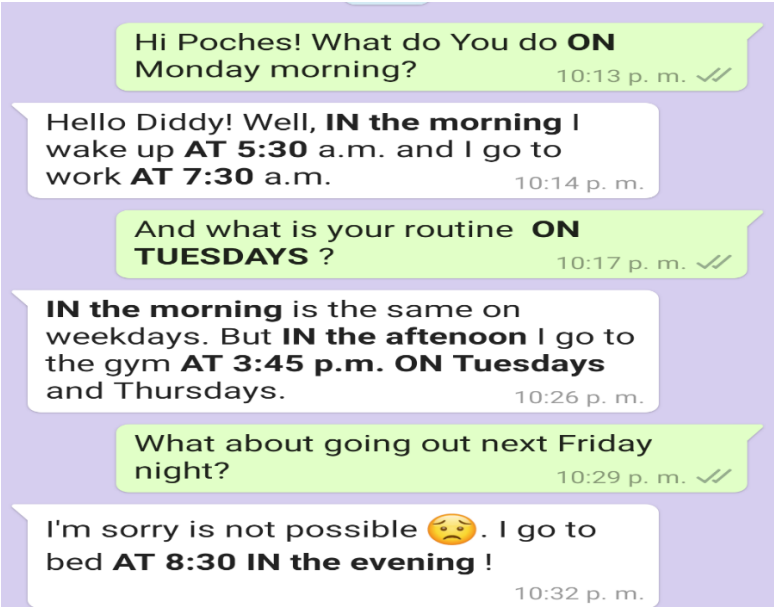 Hi Poches! What do You do ON
Monday morning?
10:13 p. m.
Hello Diddy! Well, IN the morning I
wake up AT 5:30 a.m. and I go to
work AT 7:30 a.m.
10:14 p. m.
And what is your routine ON
TUESDAYS ?
10:17 p. m.
IN the morning is the same on
weekdays. But IN the aftenoon I go to
the gym AT 3:45 p.m. ON Tuesdays
and Thursdays.
10:26 p. m.
What about going out next Friday
night?
10:29 p. m.
I'm sorry is not possible 😟. I go to
bed AT 8:30 IN the evening !
10:32 p. m.